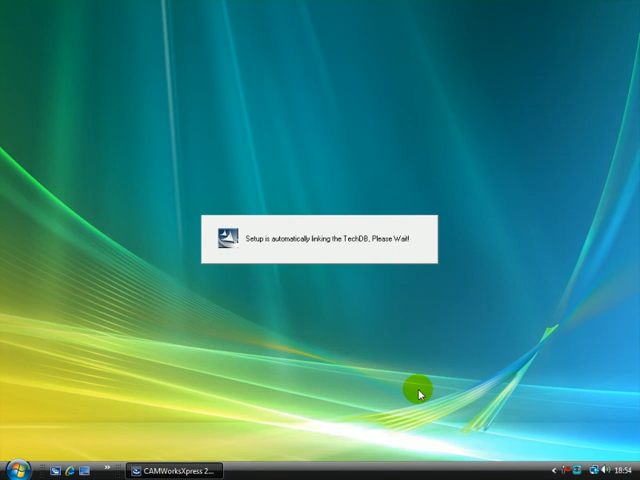 Setup is automatically linking the TechDB, Please Wait!
CAMWorksXpress 2...
18:54